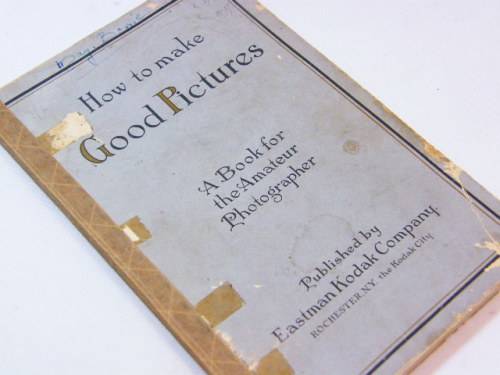 How to make
Good Pictures
A Book for
the Amateur
Photographer
Published by
Eastman Kodak Company.
ROCHESTER, N.Y. the Kodak City.